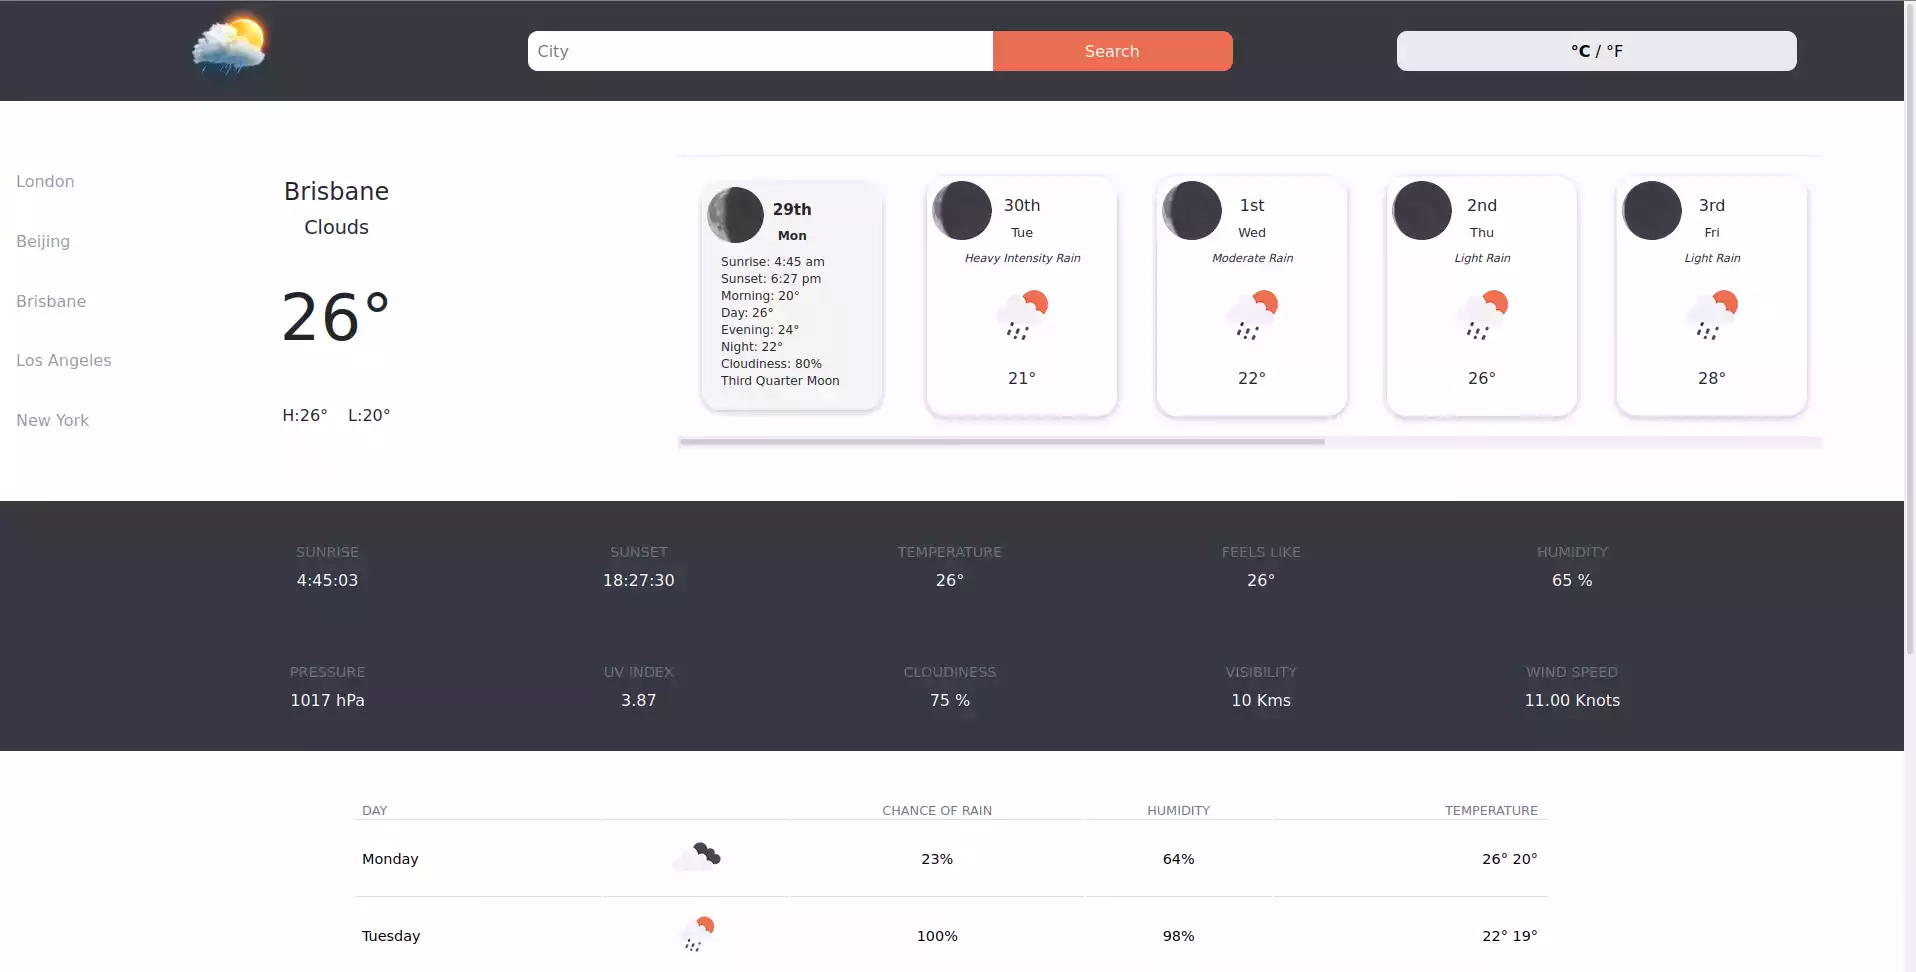 City
Search
°C / °F
London
Beijing
Brisbane
Los Angeles
New York
Brisbane
Clouds
26°
H:26° L:20°
29th
Mon
Sunrise: 4:45 am
Sunset: 6:27 pm
Morning: 20°
Day: 26°
Evening: 24°
Night: 22°
Cloudiness: 80%
Third Quarter Moon
30th
Tue
Heavy Intensity Rain
21°
1st
Wed
Moderate Rain
22°
2nd
Thu
Light Rain
26°
3rd
Fri
Light Rain
28°
SUNRISE SUNSET TEMPERATURE FEELS LIKE HUMIDITY
4:45:03 18:27:30 26° 26° 65 %
PRESSURE UV INDEX CLOUDINESS VISIBILITY WIND SPEED
1017 hPa 3.87 75 % 10 Kms 11.00 Knots
DAY CHANCE OF RAIN HUMIDITY TEMPERATURE
Monday 23% 64% 26° 20°
Tuesday 100% 98% 22° 19°